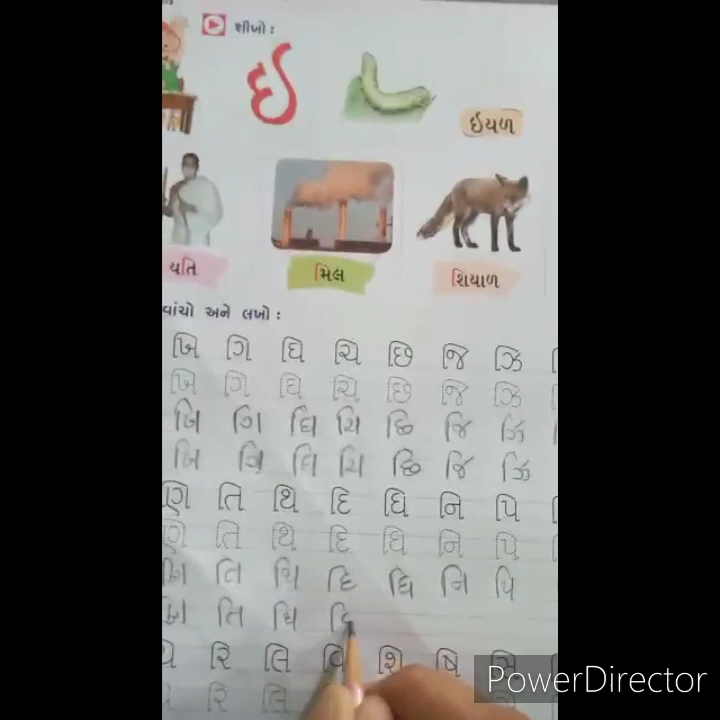 શીખો :
ઈ
ઈયળ
યતિ મિલ શિયાળ
વાંચો અને લખો :
ખિ ગિ ઘિ ચિ છિ જિ ઝિ
ખિ ગિ ઘિ ચિ છિ જિ ઝિ
ખિ ગિ ઘિ ચિ છિ જિ ઝિ
ખિ ગિ ઘિ ચિ છિ જિ ઝિ
ણિ તિ થિ દિ ધિ નિ પિ
ણિ તિ થિ દિ ધિ નિ પિ
ણિ તિ થિ દિ ધિ નિ પિ
ણિ તિ થિ દિ
રિ લિ વિ શિ ષિ સિ
રિ લિ
PowerDirector